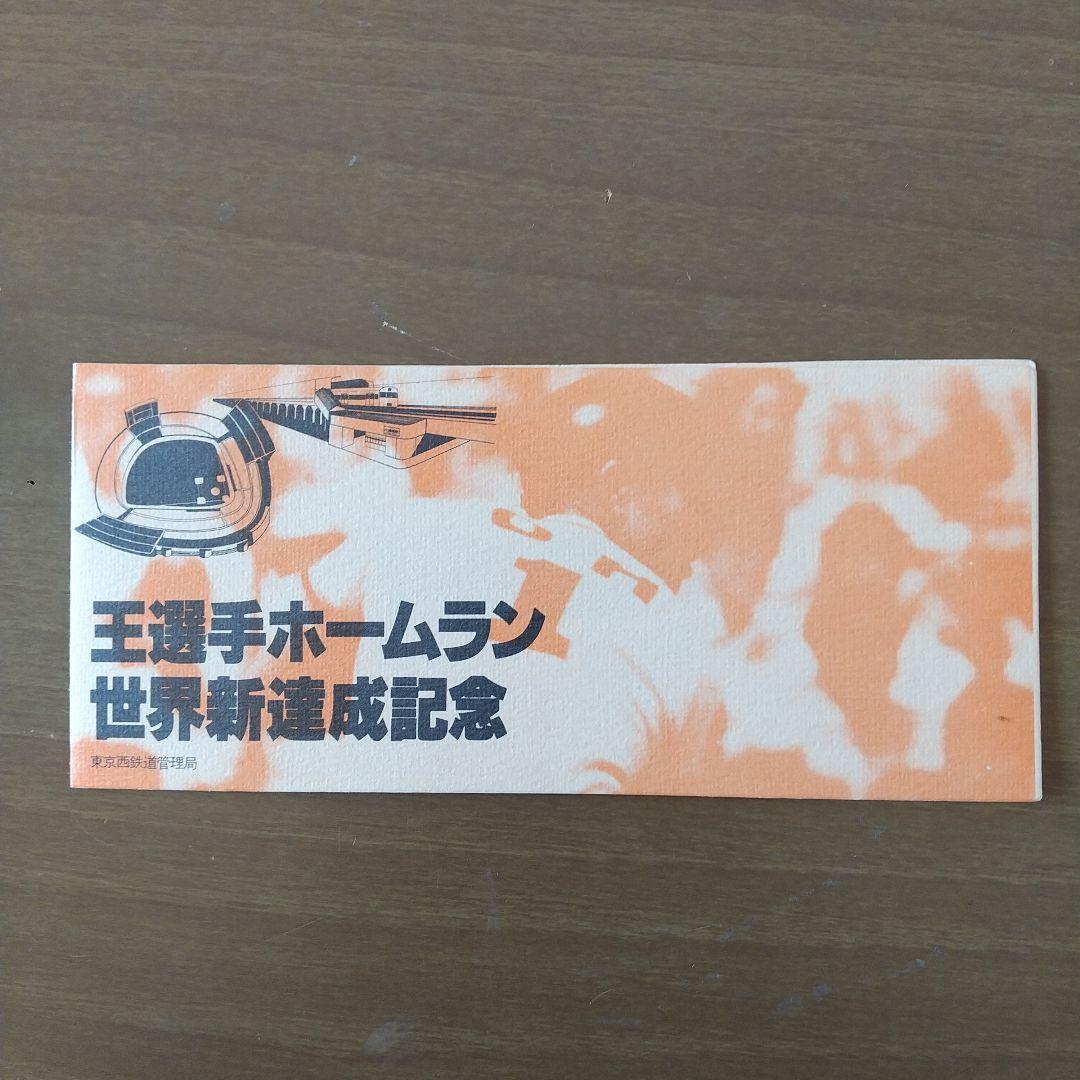 王選手ホームラン
世界新達成記念
東京西鉄道管理局